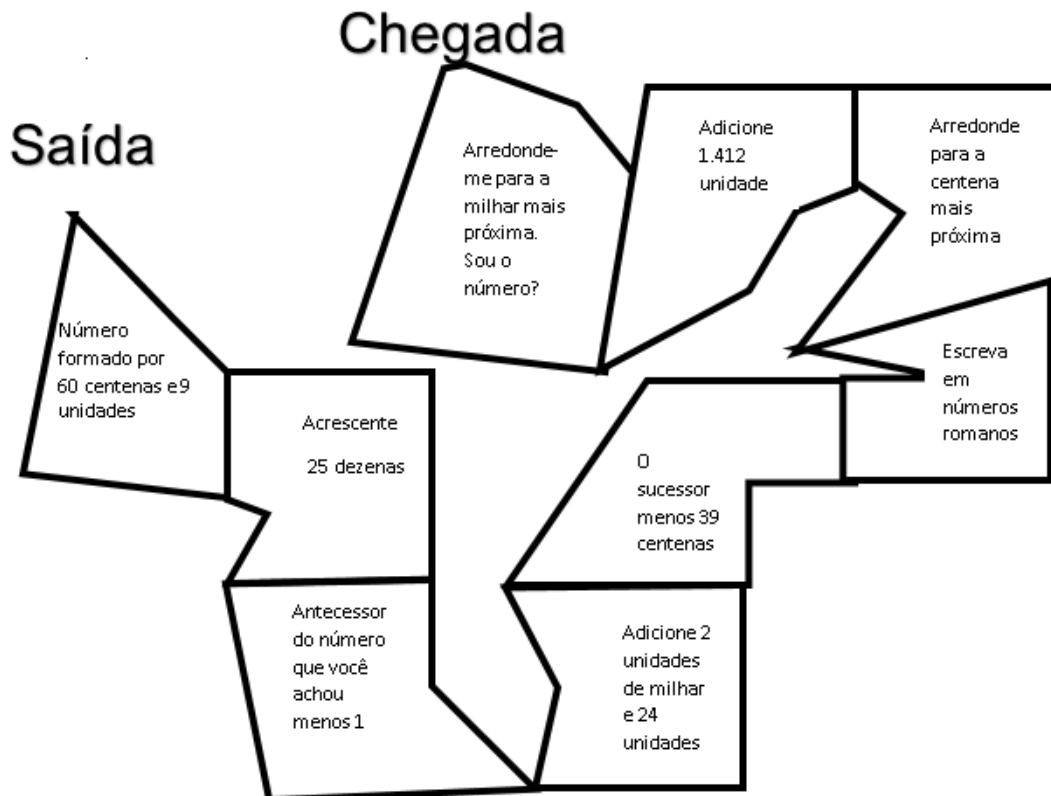 Chegada
Saída
Número
formado por
60 centenas e 9
unidades
Acrescente
25 dezenas
Antecessor
do número
que você
achou
menos 1
Adicione 2
unidades
de milhar
e 24
unidades
O
sucessor
menos 39
centenas
Escreva
em
números
romanos
Arredonde
para a
centena
mais
próxima
Adicione
1.412
unidade
Arredonde-
me para a
milhar mais
próxima.
Sou o
número?